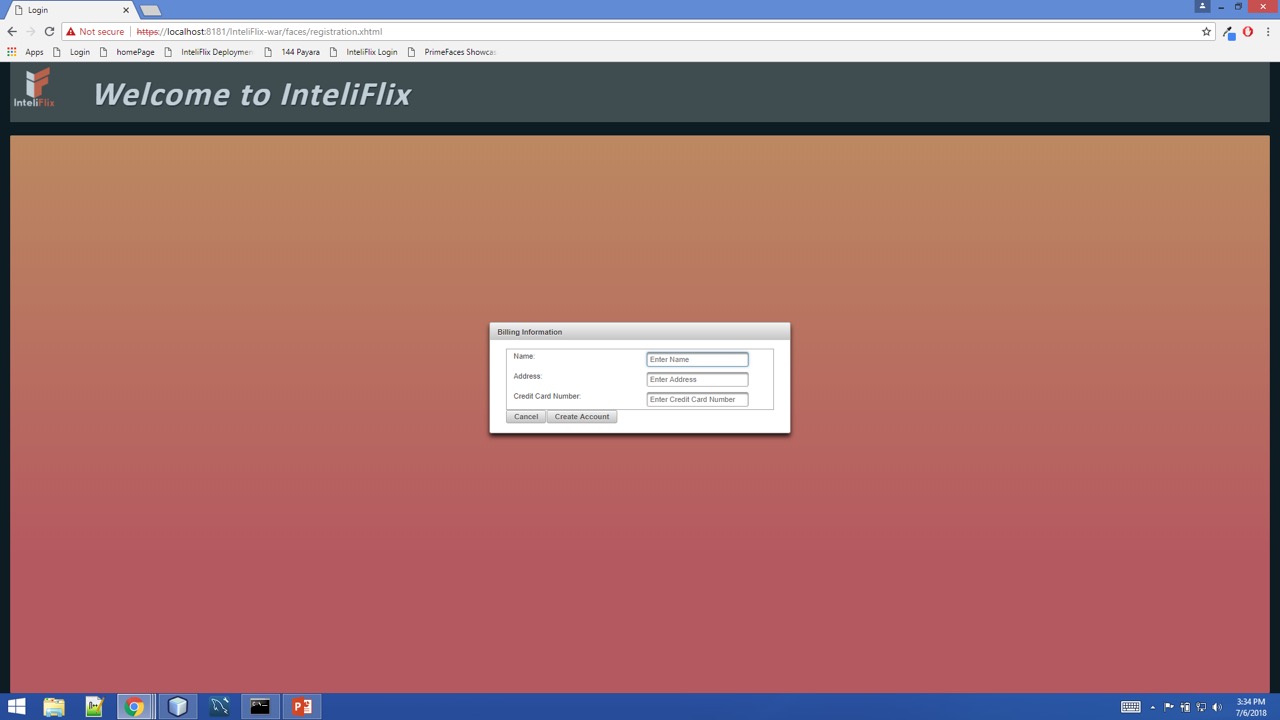 Login
Not secure | https://localhost:8181/InteliFlix-war/faces/registration.xhtml
Apps Login homePage InteliFlix Deploymen 144 Payara InteliFlix Login PrimeFaces Showcas
InteliFlix
Welcome to InteliFlix
Billing Information
Name: Enter Name
Address: Enter Address
Credit Card Number: Enter Credit Card Number
Cancel Create Account
3:34 PM
7/6/2018